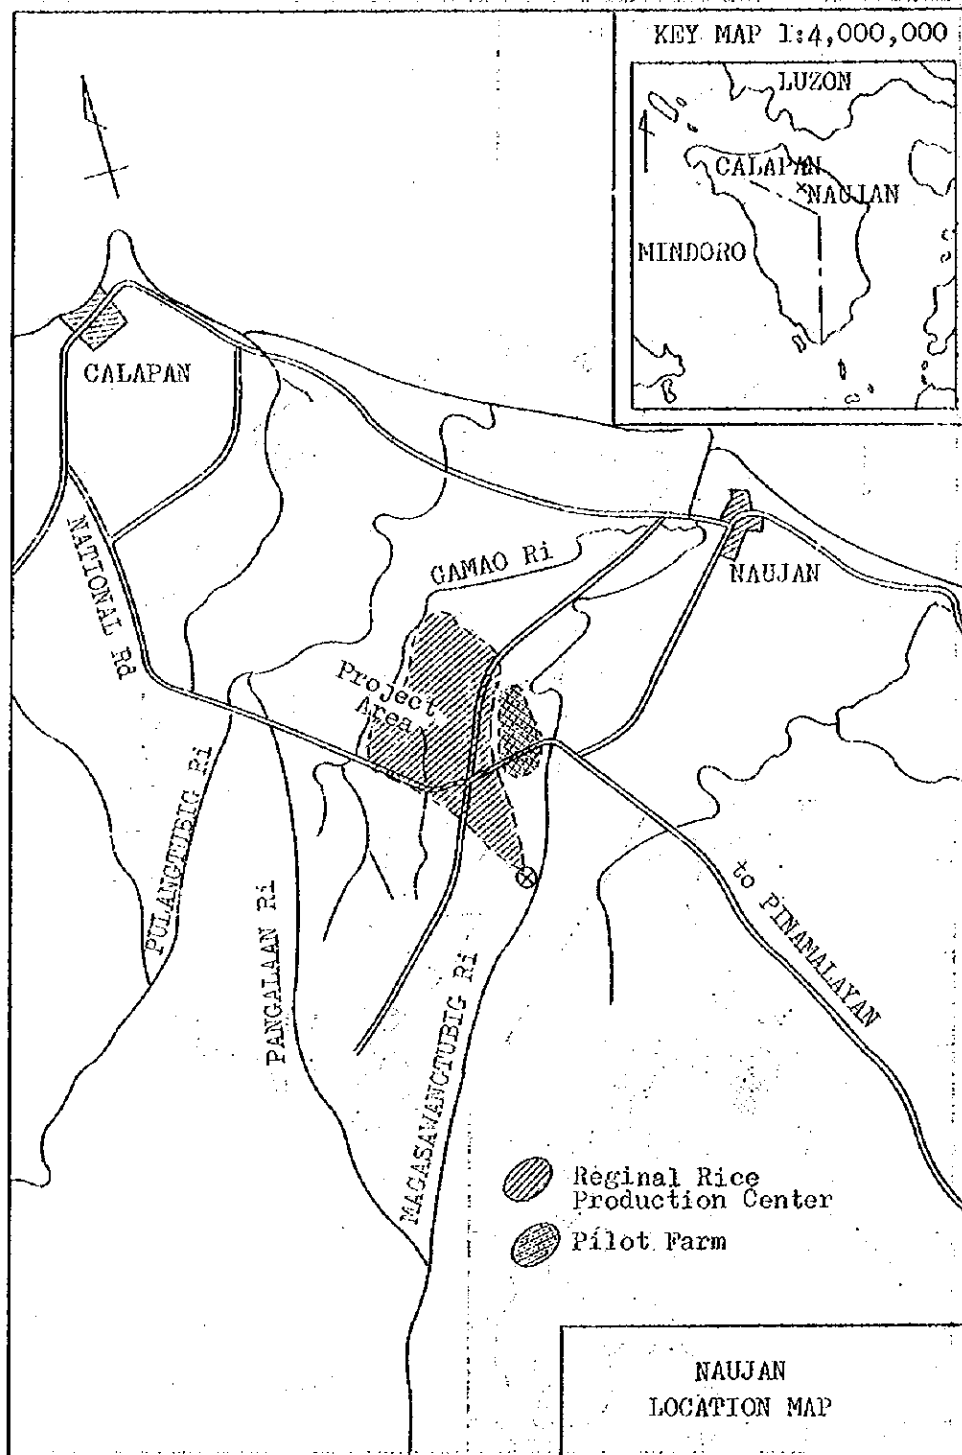 KEY MAP 1:4,000,000
LUZON
CALAPAN
NAUJAN
MINDORO
CALAPAN
NATIONAL Rd
GAMAO Ri
NAUJAN
Project
Area
PULANGTUBIG Ri
PANGALAAN Ri
MAGASAWANGTUBIG Ri
to PINAMALAYAN
Reginal Rice
Production Center
Pilot Farm
NAUJAN
LOCATION MAP